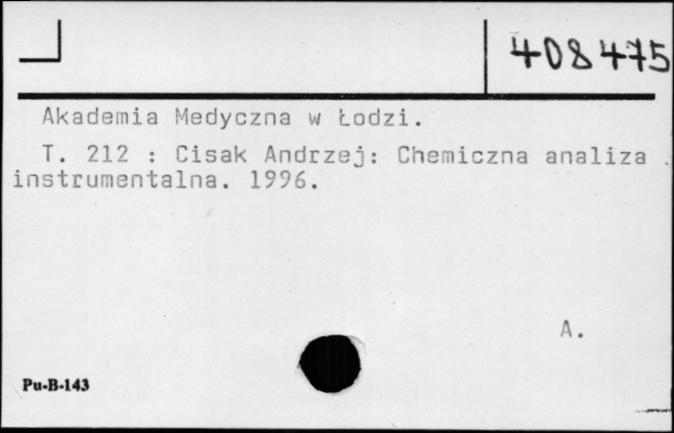 408475
Akademia Medyczna w Łodzi.
T. 212 : Cisak Andrzej: Chemiczna analiza
instrumentalna. 1996.
A.
Pu-B-143